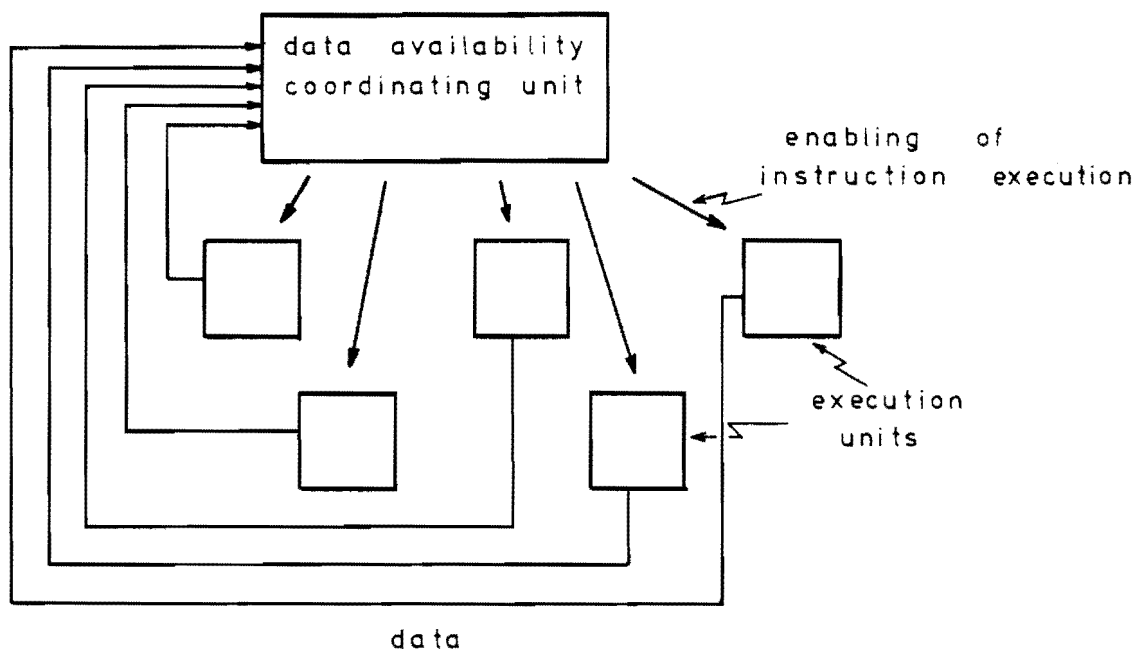 data availability
coordinating unit
enabling of
instruction execution
execution
units
data